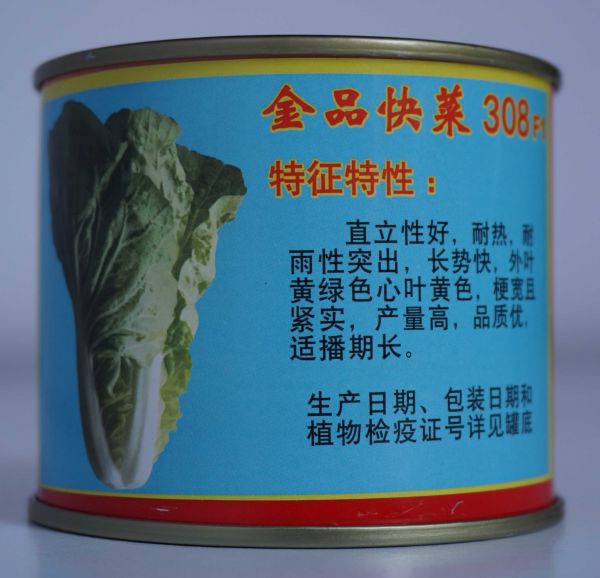 金品快菜 308 F1
特征特性：
直立性好，耐热，耐
雨性突出，长势快，外叶
黄绿色心叶黄色，梗宽且
紧实，产量高，品质优，
适播期长。
生产日期、包装日期和
植物检疫证号详见罐底